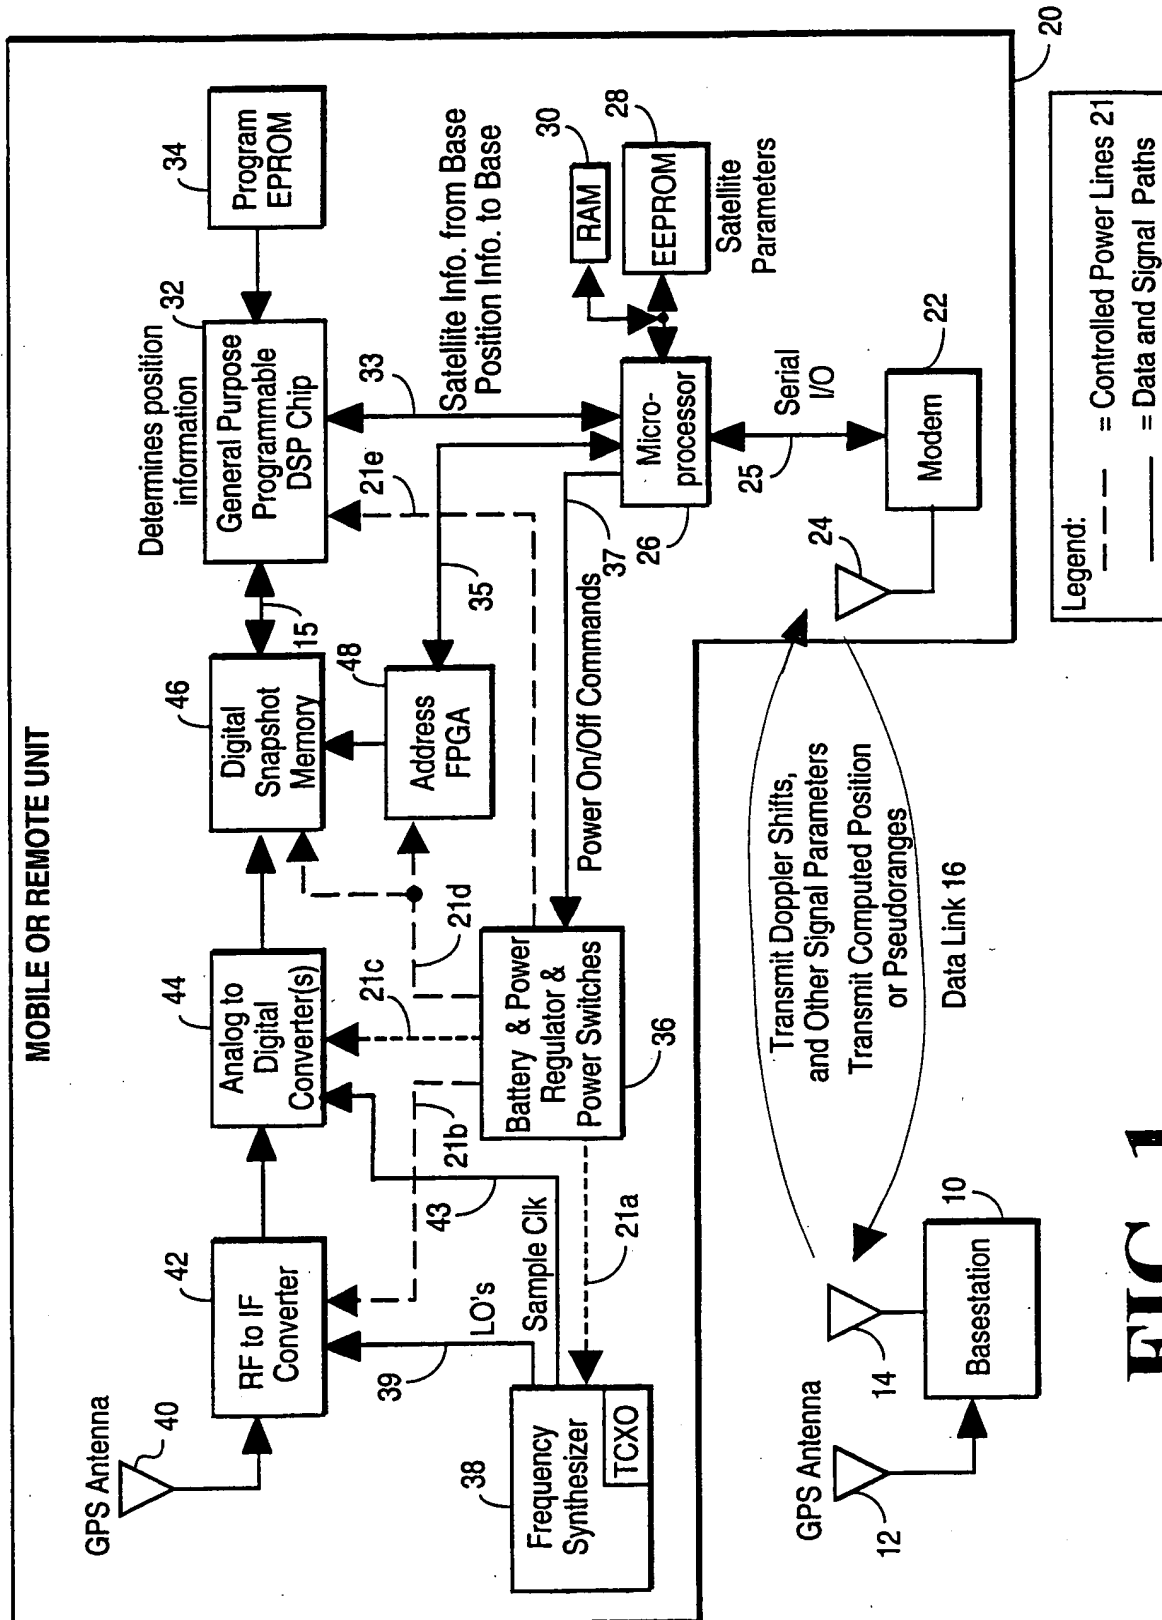 MOBILE OR REMOTE UNIT
GPS Antenna
40
42
RF to IF
Converter
44
Analog to
Digital
Converter(s)
46
Digital
Snapshot
Memory
15
Determines position
information
32
General Purpose
Programmable
DSP Chip
34
Program
EPROM
39
LO's
Sample Clk
43
21b
21c
21d
21e
48
Address
FPGA
35
33
Satellite Info. from Base
Position Info. to Base
30
RAM
28
EEPROM
Satellite
Parameters
38
Frequency
Synthesizer
TCXO
21a
Battery & Power
Regulator &
Power Switches
36
Power On/Off Commands
37
26
Micro-
processor
25
Serial
I/O
22
Modem
24
20
GPS Antenna
12
14
10
Basestation
Transmit Doppler Shifts,
and Other Signal Parameters
Transmit Computed Position
or Pseudoranges
Data Link 16
Legend:
= Controlled Power Lines 21
= Data and Signal Paths
FIG 1